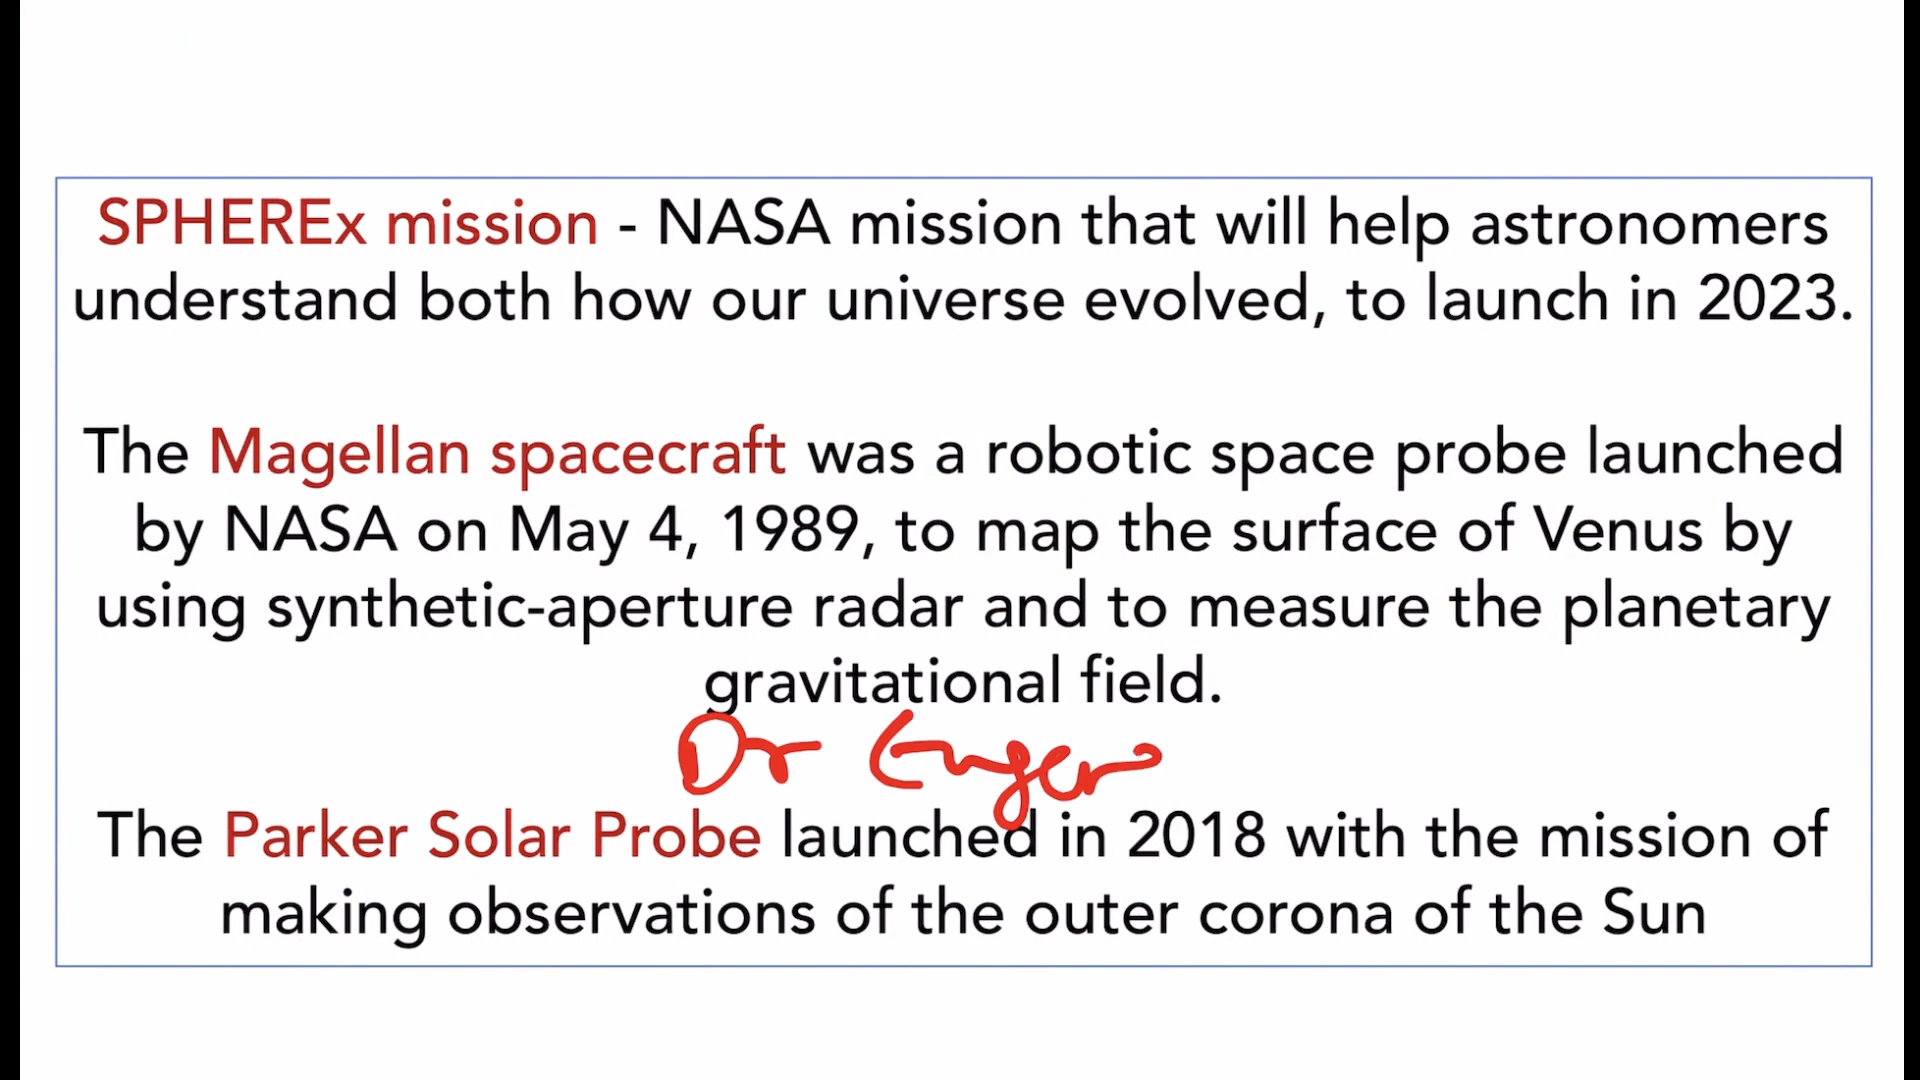 SPHEREx mission - NASA mission that will help astronomers
understand both how our universe evolved, to launch in 2023.
The Magellan spacecraft was a robotic space probe launched
by NASA on May 4, 1989, to map the surface of Venus by
using synthetic-aperture radar and to measure the planetary
gravitational field.
Dr
The Parker Solar Probe launched in 2018 with the mission of
making observations of the outer corona of the Sun